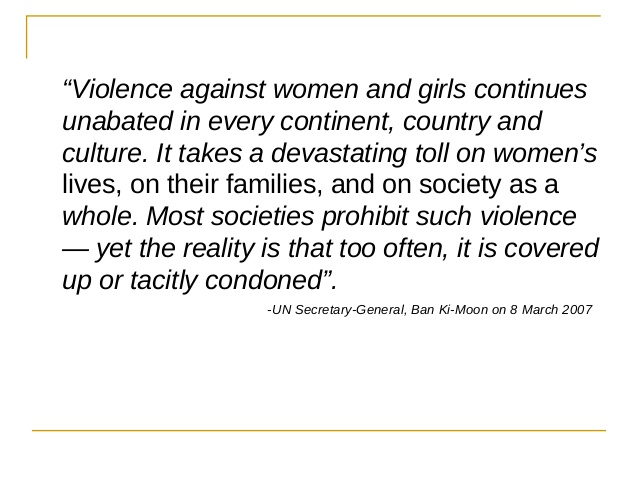 “Violence against women and girls continues
unabated in every continent, country and
culture. It takes a devastating toll on women’s
lives, on their families, and on society as a
whole. Most societies prohibit such violence
— yet the reality is that too often, it is covered
up or tacitly condoned”.
-UN Secretary-General, Ban Ki-Moon on 8 March 2007